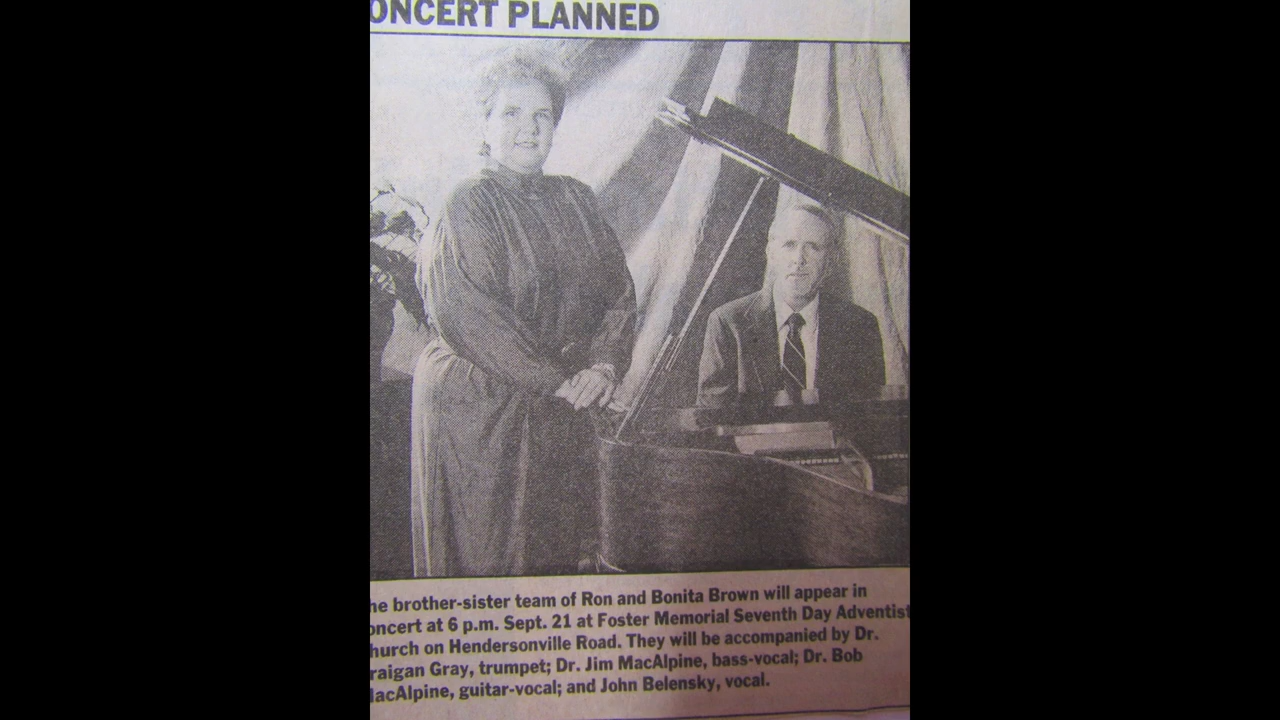 ONCERT PLANNED
he brother-sister team of Ron and Bonita Brown will appear in
oncert at 6 p.m. Sept. 21 at Foster Memorial Seventh Day Adventist
hurch on Hendersonville Road. They will be accompanied by Dr.
raigan Gray, trumpet; Dr. Jim MacAlpine, bass-vocal; Dr. Bob
lacAlpine, guitar-vocal; and John Belensky, vocal.